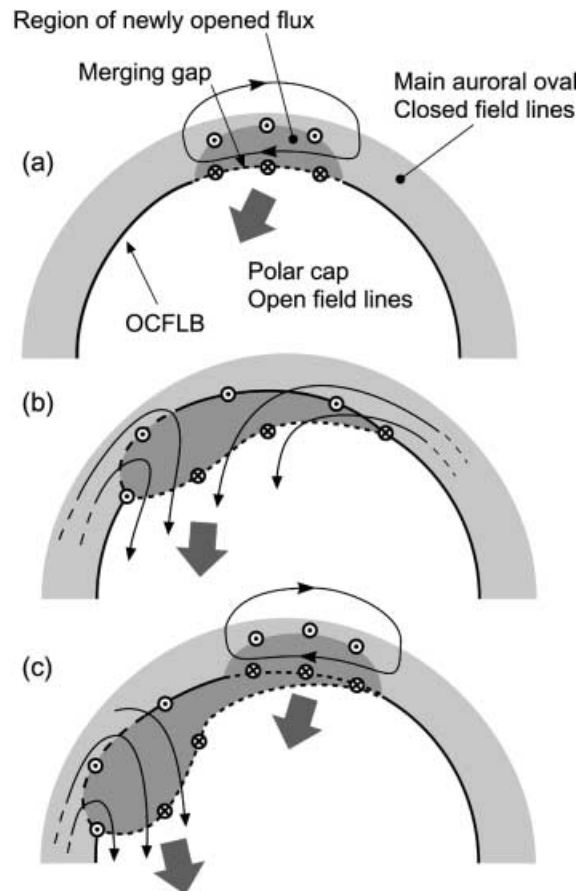 Region of newly opened flux
Merging gap
Main auroral oval
Closed field lines
(a)
Polar cap
Open field lines
OCFLB
(b)
(c)